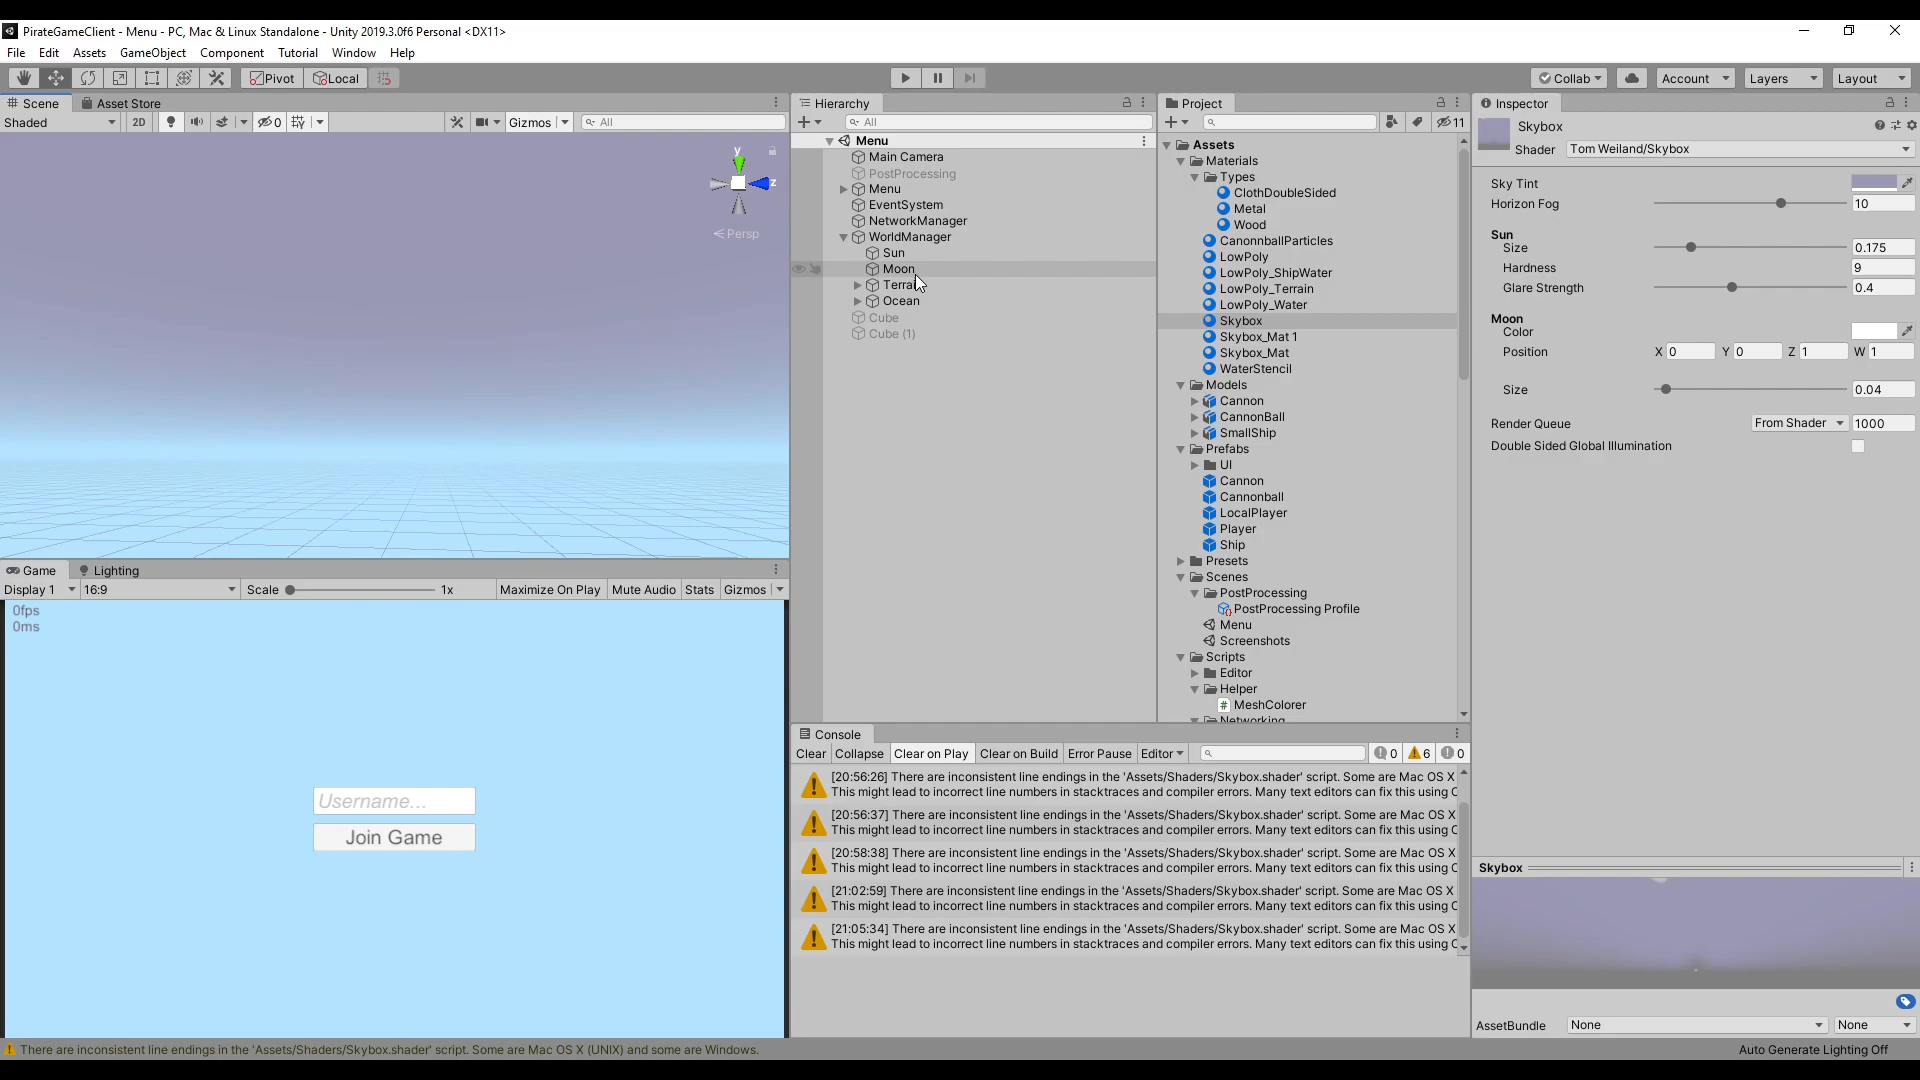 PirateGameClient - Menu - PC, Mac & Linux Standalone - Unity 2019.3.0f6 Personal <DX11>
File Edit Assets GameObject Component Tutorial Window Help
Pivot Local Collab Account Layers Layout
Scene Asset Store
Shaded 2D 0 Gizmos All
y
z
Persp
Game Lighting
Display 1 16:9 Scale 1x Maximize On Play Mute Audio Stats Gizmos
0fps
0ms
Username...
Join Game
Hierarchy
All
Menu
Main Camera
PostProcessing
Menu
EventSystem
NetworkManager
WorldManager
Sun
Moon
Ocean
Cube
Cube (1)
Project
11
Assets
Materials
Types
ClothDoubleSided
Metal
Wood
CanonnballParticles
LowPoly
LowPoly_ShipWater
LowPoly_Terrain
LowPoly_Water
Skybox
Skybox_Mat 1
Skybox_Mat
WaterStencil
Models
Cannon
CannonBall
SmallShip
Prefabs
UI
Cannon
Cannonball
LocalPlayer
Player
Ship
Presets
Scenes
PostProcessing
PostProcessing Profile
Menu
Screenshots
Scripts
Editor
Helper
MeshColorer
Networking
Console
Clear Collapse Clear on Play Clear on Build Error Pause Editor 0 6 0
[20:56:26] There are inconsistent line endings in the 'Assets/Shaders/Skybox.shader' script. Some are Mac OS X
This might lead to incorrect line numbers in stacktraces and compiler errors. Many text editors can fix this using
[20:56:37] There are inconsistent line endings in the 'Assets/Shaders/Skybox.shader' script. Some are Mac OS X
This might lead to incorrect line numbers in stacktraces and compiler errors. Many text editors can fix this using
[20:58:38] There are inconsistent line endings in the 'Assets/Shaders/Skybox.shader' script. Some are Mac OS X
This might lead to incorrect line numbers in stacktraces and compiler errors. Many text editors can fix this using
[21:02:59] There are inconsistent line endings in the 'Assets/Shaders/Skybox.shader' script. Some are Mac OS X
This might lead to incorrect line numbers in stacktraces and compiler errors. Many text editors can fix this using
[21:05:34] There are inconsistent line endings in the 'Assets/Shaders/Skybox.shader' script. Some are Mac OS X
This might lead to incorrect line numbers in stacktraces and compiler errors. Many text editors can fix this using
Inspector
Skybox
Shader Tom Weiland/Skybox
Sky Tint
Horizon Fog 10
Sun
Size 0.175
Hardness 9
Glare Strength 0.4
Moon
Color
Position X 0 Y 0 Z 1 W 1
Size 0.04
Render Queue From Shader 1000
Double Sided Global Illumination
Skybox
AssetBundle None None
There are inconsistent line endings in the 'Assets/Shaders/Skybox.shader' script. Some are Mac OS X (UNIX) and some are Windows.
Auto Generate Lighting Off